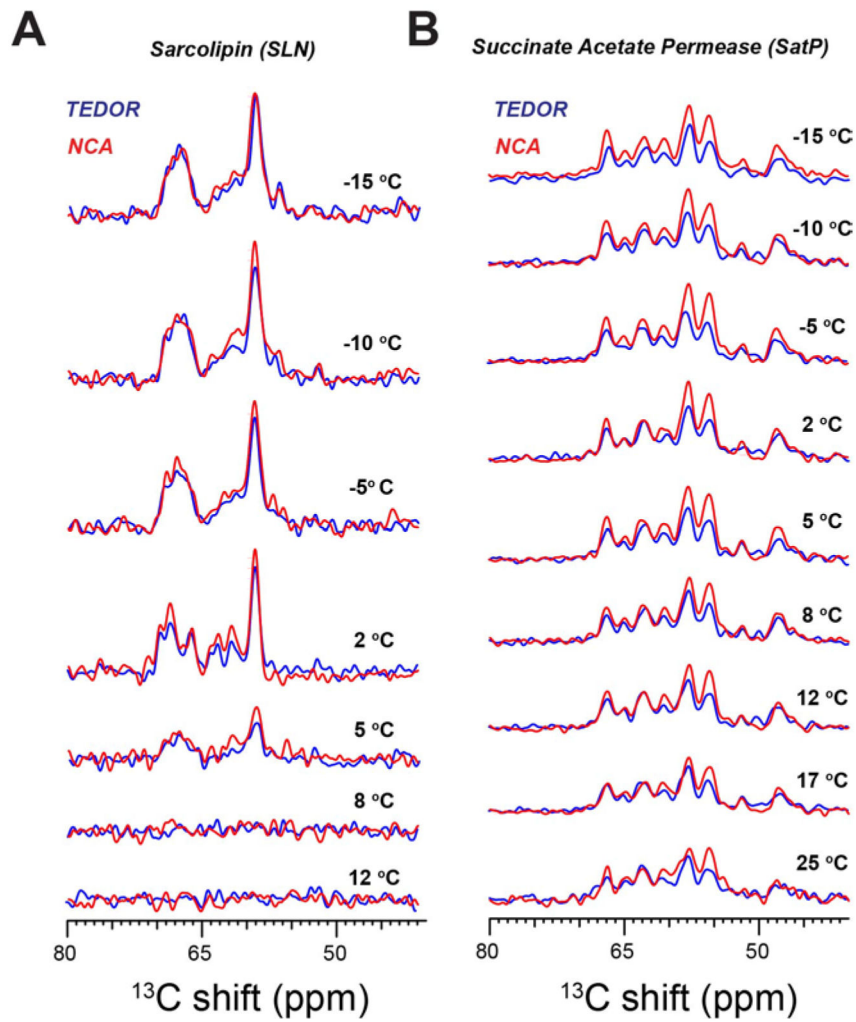 A
Sarcolipin (SLN)
TEDOR
NCA
-15 °C
-10 °C
-5° C
2 °C
5 °C
8 °C
12 °C
80 65 50
¹³C shift (ppm)
B
Succinate Acetate Permease (SatP)
TEDOR
NCA
-15 °C
-10 °C
-5 °C
2 °C
5 °C
8 °C
12 °C
17 °C
25 °C
80 65 50
¹³C shift (ppm)